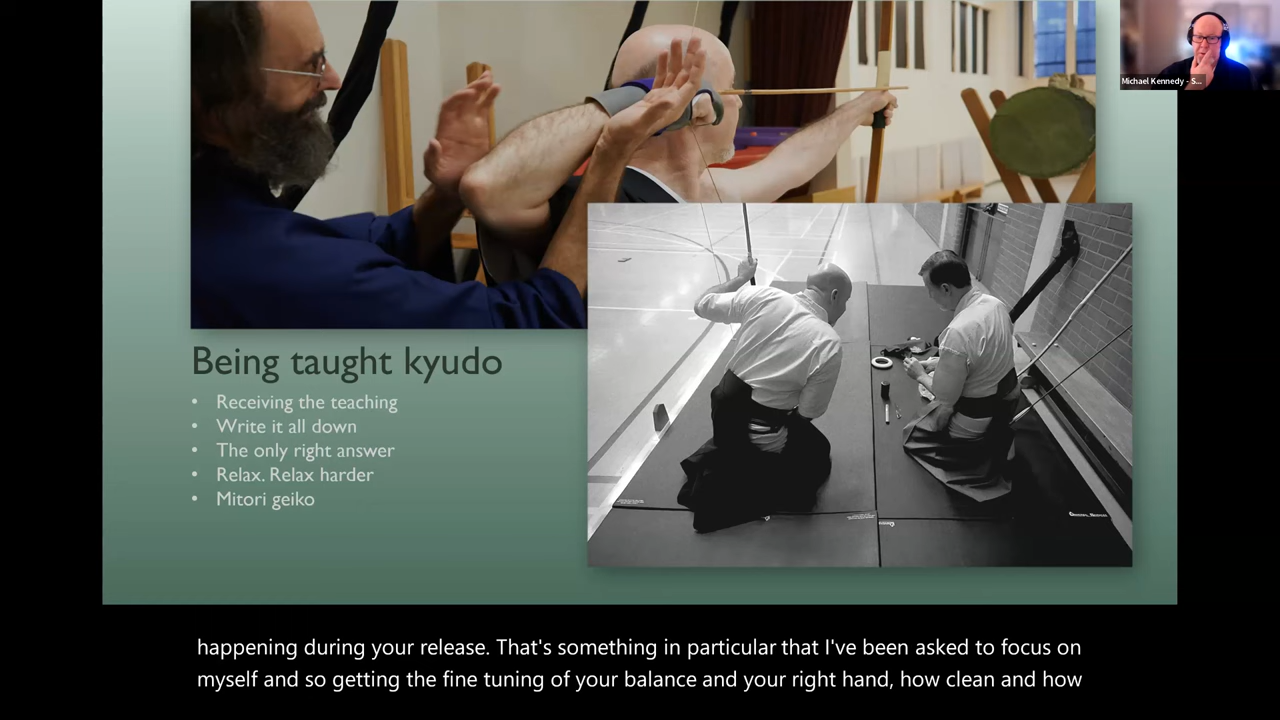 Michael Kennedy - S...
Being taught kyudo
• Receiving the teaching
• Write it all down
• The only right answer
• Relax. Relax harder
• Mitori geiko
happening during your release. That's something in particular that I've been asked to focus on
myself and so getting the fine tuning of your balance and your right hand, how clean and how